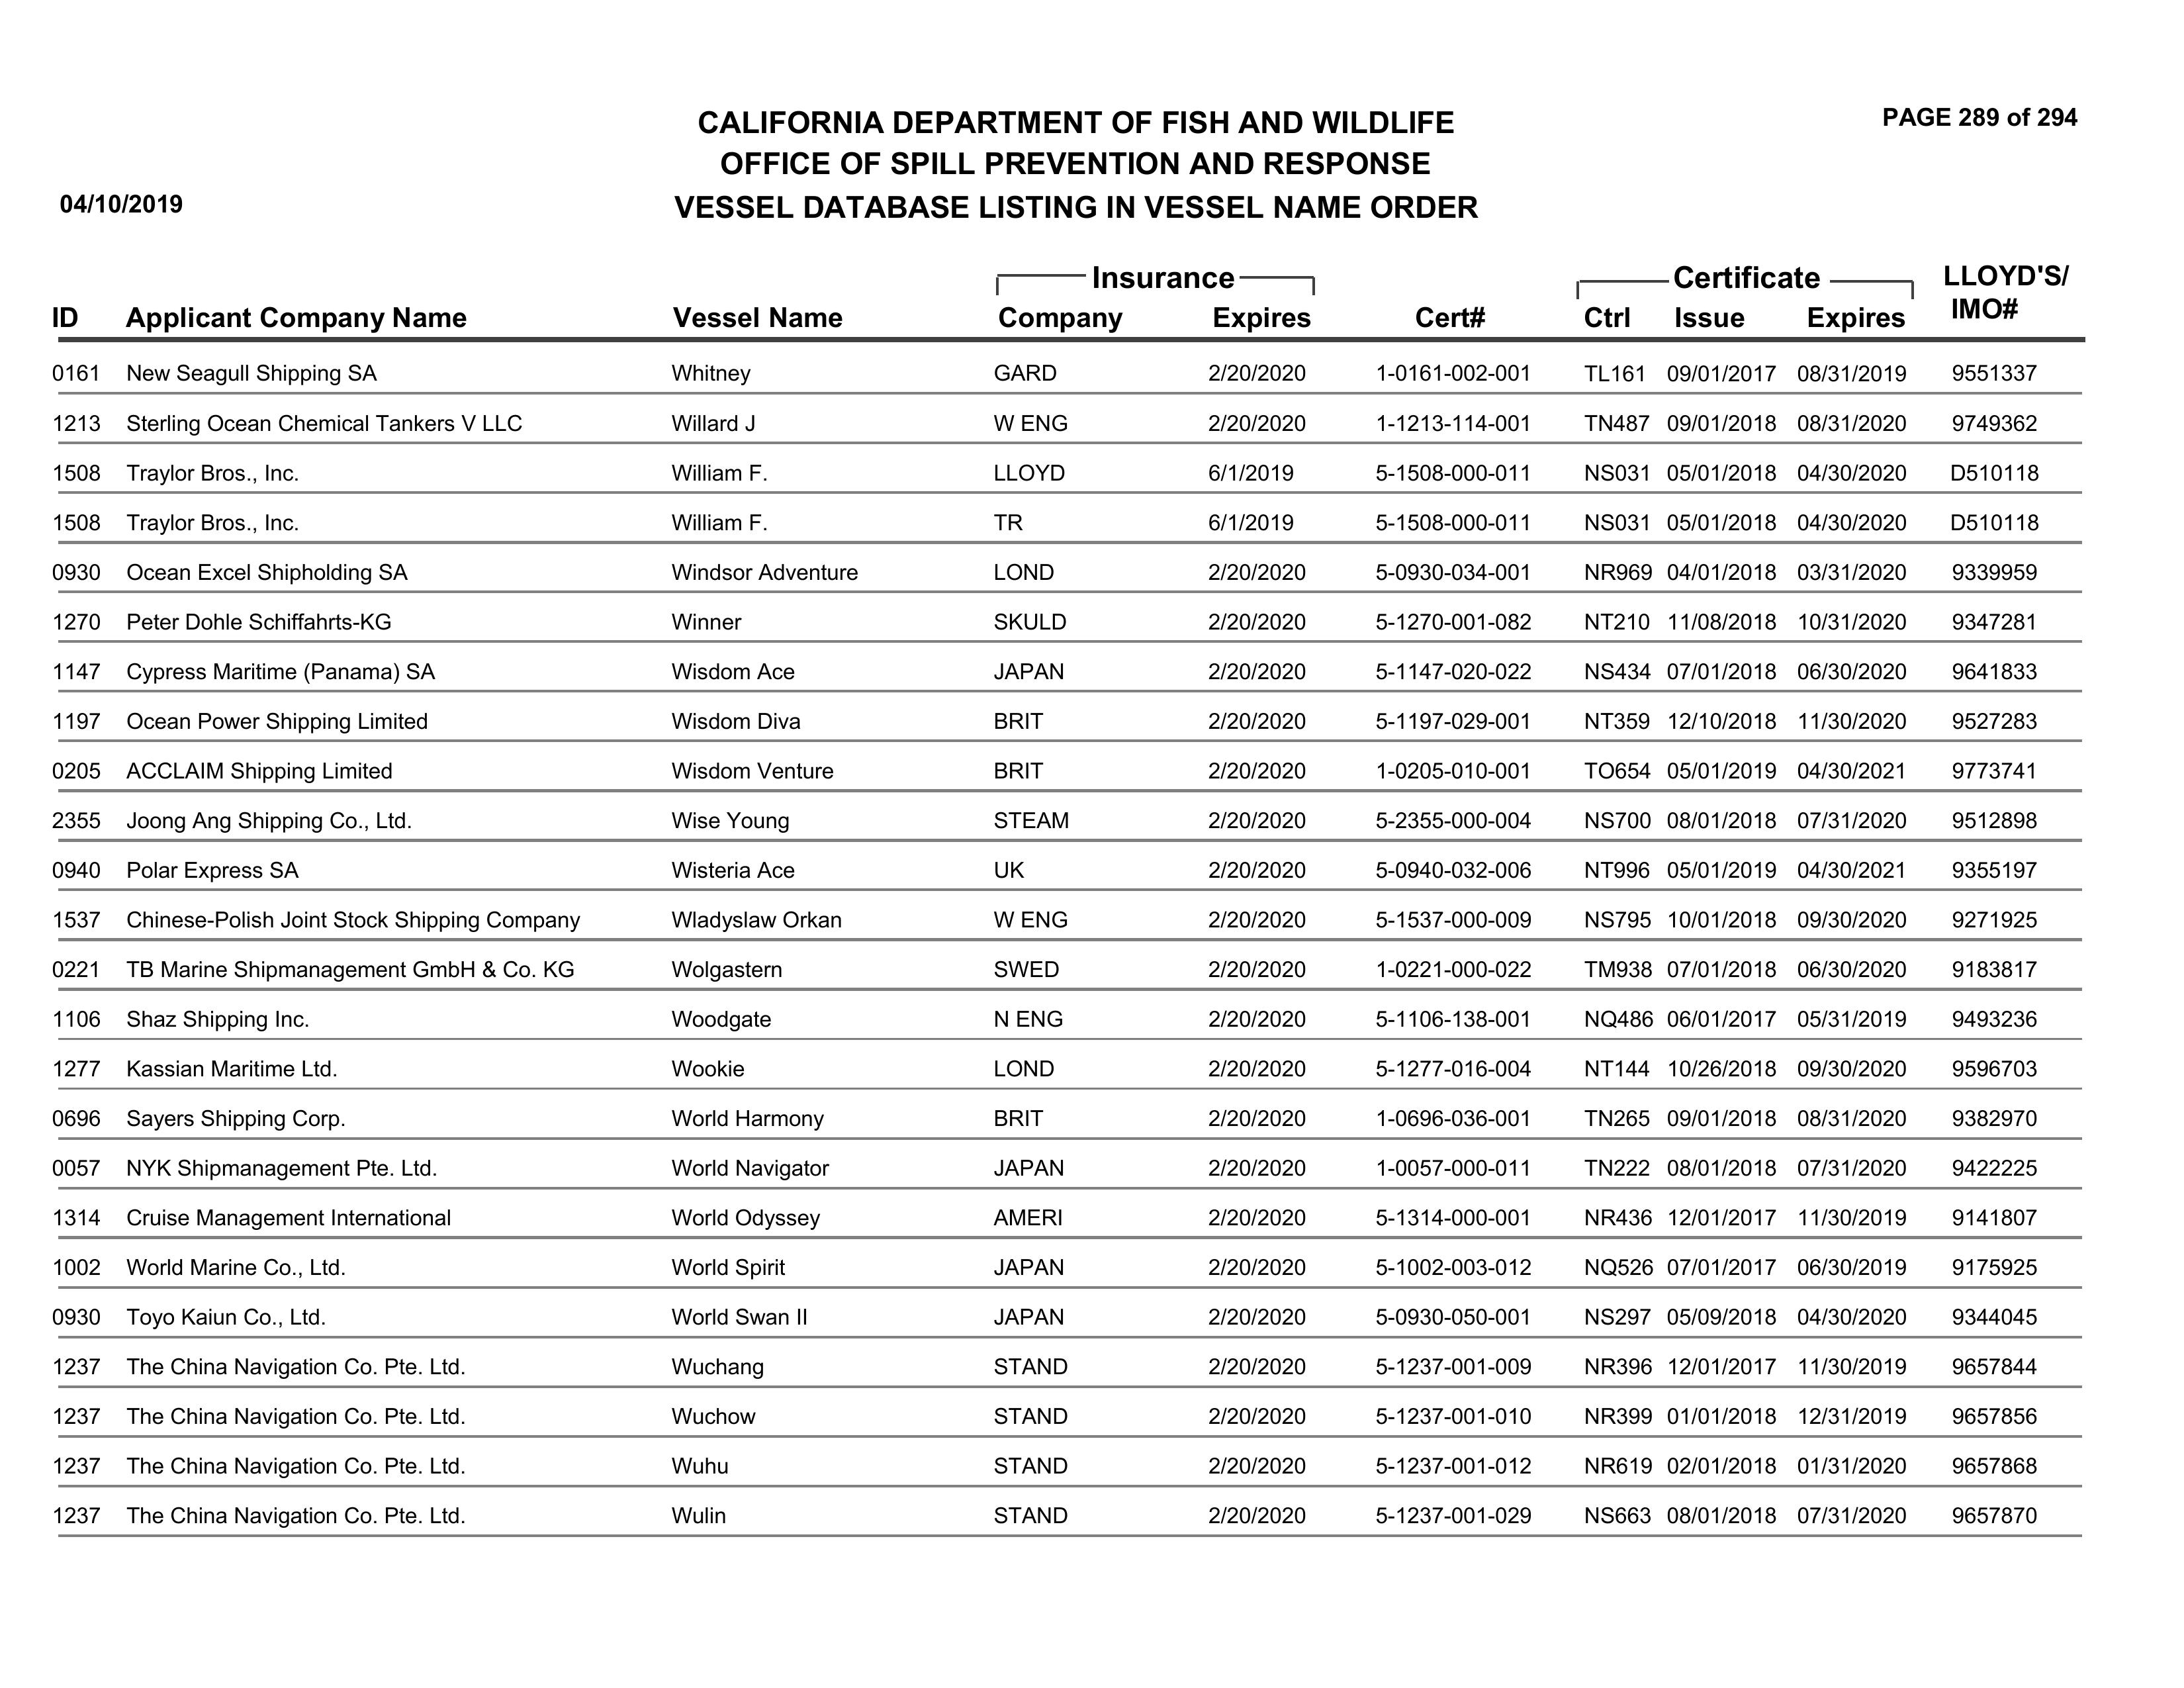 PAGE 289 of 294
CALIFORNIA DEPARTMENT OF FISH AND WILDLIFE
OFFICE OF SPILL PREVENTION AND RESPONSE
04/10/2019 VESSEL DATABASE LISTING IN VESSEL NAME ORDER
Insurance Certificate LLOYD'S/
ID Applicant Company Name Vessel Name Company Expires Cert# Ctrl Issue Expires IMO#
0161 New Seagull Shipping SA Whitney GARD 2/20/2020 1-0161-002-001 TL161 09/01/2017 08/31/2019 9551337
1213 Sterling Ocean Chemical Tankers V LLC Willard J W ENG 2/20/2020 1-1213-114-001 TN487 09/01/2018 08/31/2020 9749362
1508 Traylor Bros., Inc. William F. LLOYD 6/1/2019 5-1508-000-011 NS031 05/01/2018 04/30/2020 D510118
1508 Traylor Bros., Inc. William F. TR 6/1/2019 5-1508-000-011 NS031 05/01/2018 04/30/2020 D510118
0930 Ocean Excel Shipholding SA Windsor Adventure LOND 2/20/2020 5-0930-034-001 NR969 04/01/2018 03/31/2020 9339959
1270 Peter Dohle Schiffahrts-KG Winner SKULD 2/20/2020 5-1270-001-082 NT210 11/08/2018 10/31/2020 9347281
1147 Cypress Maritime (Panama) SA Wisdom Ace JAPAN 2/20/2020 5-1147-020-022 NS434 07/01/2018 06/30/2020 9641833
1197 Ocean Power Shipping Limited Wisdom Diva BRIT 2/20/2020 5-1197-029-001 NT359 12/10/2018 11/30/2020 9527283
0205 ACCLAIM Shipping Limited Wisdom Venture BRIT 2/20/2020 1-0205-010-001 TO654 05/01/2019 04/30/2021 9773741
2355 Joong Ang Shipping Co., Ltd. Wise Young STEAM 2/20/2020 5-2355-000-004 NS700 08/01/2018 07/31/2020 9512898
0940 Polar Express SA Wisteria Ace UK 2/20/2020 5-0940-032-006 NT996 05/01/2019 04/30/2021 9355197
1537 Chinese-Polish Joint Stock Shipping Company Wladyslaw Orkan W ENG 2/20/2020 5-1537-000-009 NS795 10/01/2018 09/30/2020 9271925
0221 TB Marine Shipmanagement GmbH & Co. KG Wolgastern SWED 2/20/2020 1-0221-000-022 TM938 07/01/2018 06/30/2020 9183817
1106 Shaz Shipping Inc. Woodgate N ENG 2/20/2020 5-1106-138-001 NQ486 06/01/2017 05/31/2019 9493236
1277 Kassian Maritime Ltd. Wookie LOND 2/20/2020 5-1277-016-004 NT144 10/26/2018 09/30/2020 9596703
0696 Sayers Shipping Corp. World Harmony BRIT 2/20/2020 1-0696-036-001 TN265 09/01/2018 08/31/2020 9382970
0057 NYK Shipmanagement Pte. Ltd. World Navigator JAPAN 2/20/2020 1-0057-000-011 TN222 08/01/2018 07/31/2020 9422225
1314 Cruise Management International World Odyssey AMERI 2/20/2020 5-1314-000-001 NR436 12/01/2017 11/30/2019 9141807
1002 World Marine Co., Ltd. World Spirit JAPAN 2/20/2020 5-1002-003-012 NQ526 07/01/2017 06/30/2019 9175925
0930 Toyo Kaiun Co., Ltd. World Swan II JAPAN 2/20/2020 5-0930-050-001 NS297 05/09/2018 04/30/2020 9344045
1237 The China Navigation Co. Pte. Ltd. Wuchang STAND 2/20/2020 5-1237-001-009 NR396 12/01/2017 11/30/2019 9657844
1237 The China Navigation Co. Pte. Ltd. Wuchow STAND 2/20/2020 5-1237-001-010 NR399 01/01/2018 12/31/2019 9657856
1237 The China Navigation Co. Pte. Ltd. Wuhu STAND 2/20/2020 5-1237-001-012 NR619 02/01/2018 01/31/2020 9657868
1237 The China Navigation Co. Pte. Ltd. Wulin STAND 2/20/2020 5-1237-001-029 NS663 08/01/2018 07/31/2020 9657870